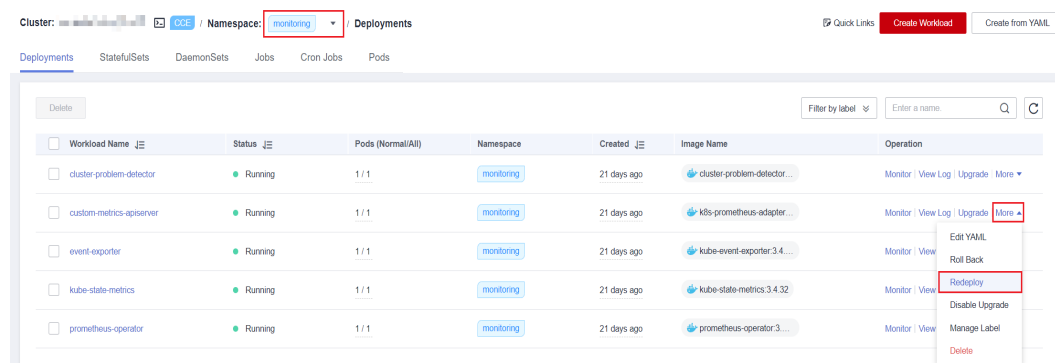 Cluster: CCE / Namespace: monitoring / Deployments Quick Links Create Workload Create from YAML
Deployments StatefulSets DaemonSets Jobs Cron Jobs Pods
Delete Filter by label Enter a name.
Workload Name Status Pods (Normal/All) Namespace Created Image Name Operation
cluster-problem-detector Running 1 / 1 monitoring 21 days ago cluster-problem-detector... Monitor | View Log | Upgrade | More
custom-metrics-apiserver Running 1 / 1 monitoring 21 days ago k8s-prometheus-adapter... Monitor | View Log | Upgrade | More
Edit YAML
event-exporter Running 1 / 1 monitoring 21 days ago kube-event-exporter:3.4.... Monitor | View
Roll Back
kube-state-metrics Running 1 / 1 monitoring 21 days ago kube-state-metrics:3.4.32 Monitor | View
Redeploy
Disable Upgrade
prometheus-operator Running 1 / 1 monitoring 21 days ago prometheus-operator:3.... Monitor | View
Manage Label
Delete